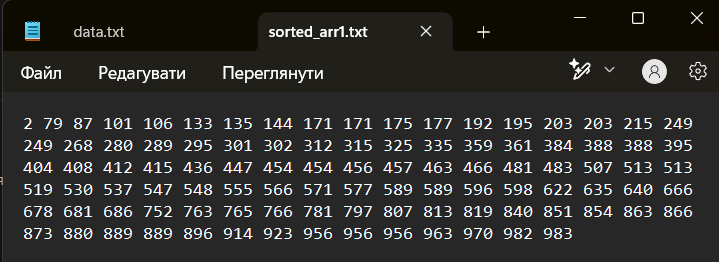 data.txt sorted_arr1.txt
Файл Редагувати Переглянути
2 79 87 101 106 133 135 144 171 171 175 177 192 195 203 203 215 249
249 268 280 289 295 301 302 312 315 325 335 359 361 384 388 388 395
404 408 412 415 436 447 454 454 456 457 463 466 481 483 507 513 513
519 530 537 547 548 555 566 571 577 589 589 596 598 622 635 640 666
678 681 686 752 763 765 766 781 797 807 813 819 840 851 854 863 866
873 880 889 889 896 914 923 956 956 956 963 970 982 983